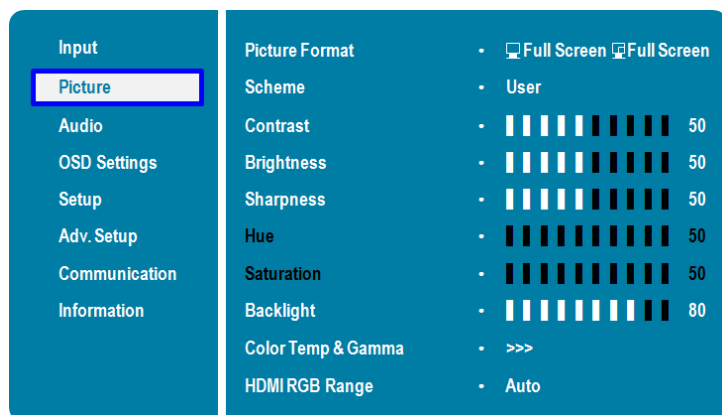 Input
Picture
Audio
OSD Settings
Setup
Adv. Setup
Communication
Information
Picture Format • Full Screen Full Screen
Scheme • User
Contrast • 50
Brightness • 50
Sharpness • 50
Hue • 50
Saturation • 50
Backlight • 80
Color Temp & Gamma • >>>
HDMI RGB Range • Auto